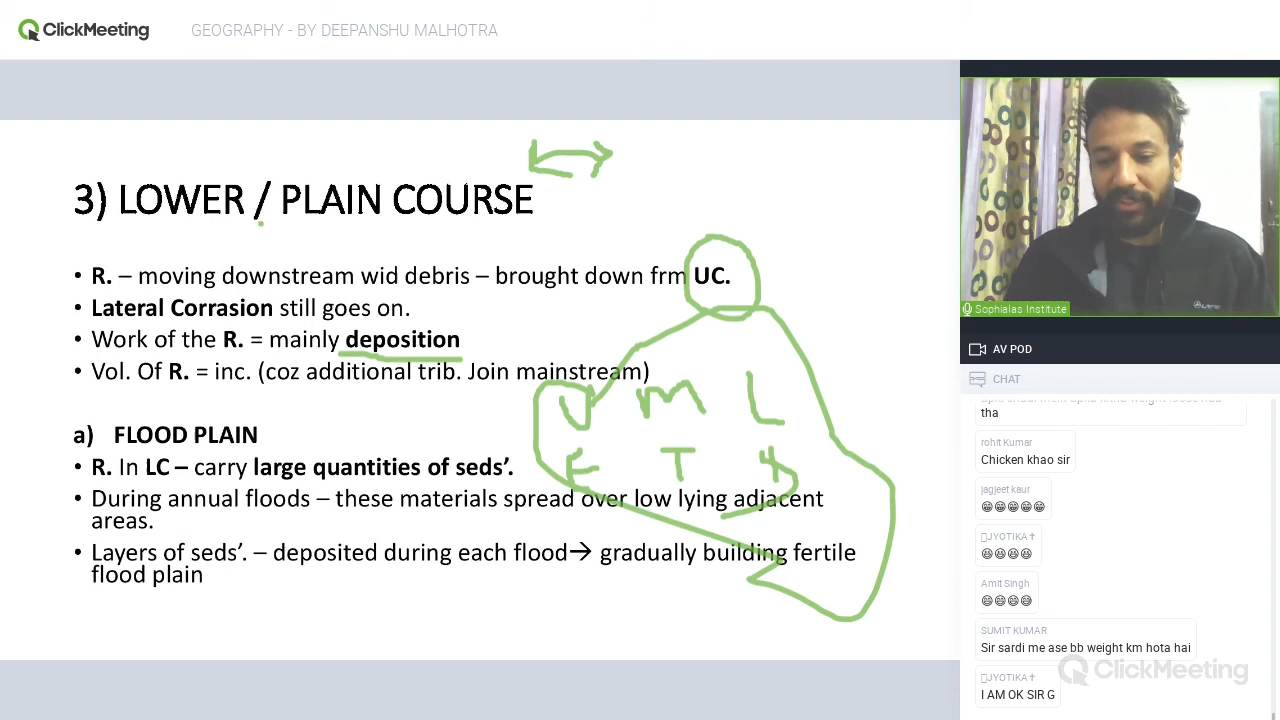 ClickMeeting
GEOGRAPHY - BY DEEPANSHU MALHOTRA
3) LOWER / PLAIN COURSE
• R. – moving downstream wid debris – brought down frm UC.
• Lateral Corrasion still goes on.
• Work of the R. = mainly deposition
• Vol. Of R. = inc. (coz additional trib. Join mainstream)
U M L
K T
a) FLOOD PLAIN
• R. In LC – carry large quantities of seds’.
• During annual floods – these materials spread over low lying adjacent
areas.
• Layers of seds’. – deposited during each flood→ gradually building fertile
flood plain
Sophialas Institute
AV POD
CHAT
tha
rohit Kumar
Chicken khao sir
jagjeet kaur
😁😁😁😁😁
JYOTIKA✝
😆😆😆😆
Amit Singh
😄😄😄😅
SUMIT KUMAR
Sir sardi me ase bb weight km hota hai
JYOTIKA✝
I AM OK SIR G
ClickMeeting